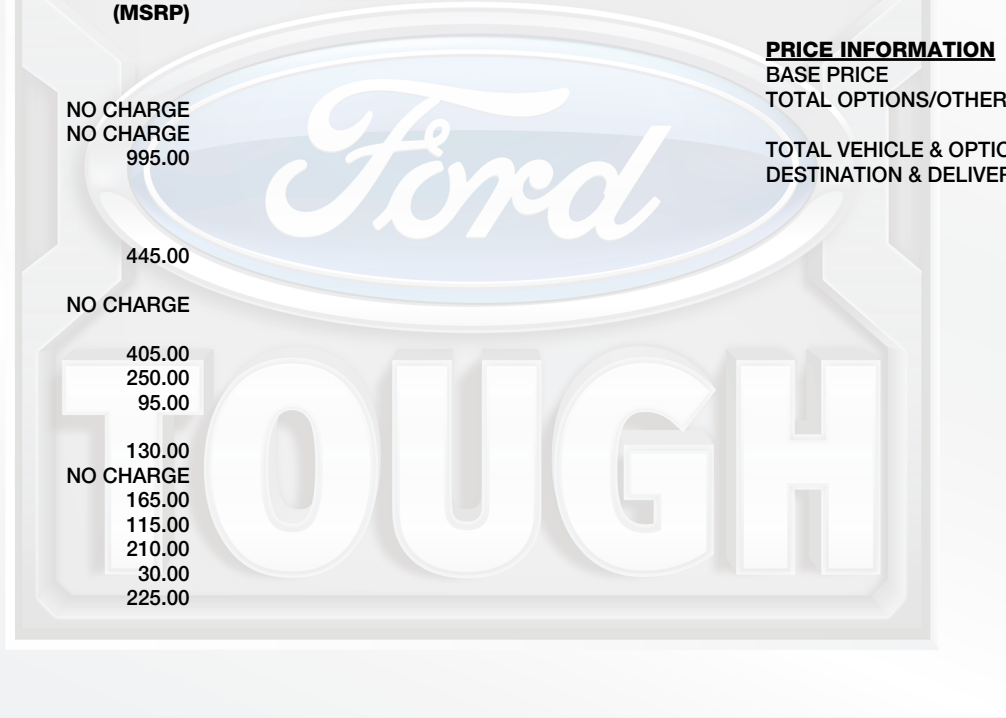 (MSRP)
NO CHARGE
NO CHARGE
995.00
445.00
NO CHARGE
405.00
250.00
95.00
130.00
NO CHARGE
165.00
115.00
210.00
30.00
225.00
PRICE INFORMATION
BASE PRICE
TOTAL OPTIONS/OTHER
TOTAL VEHICLE & OPTIO
DESTINATION & DELIVER
Ford
TOUGH